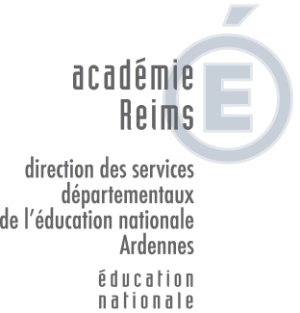 académie
Reims
É
direction des services
départementaux
de l'éducation nationale
Ardennes
éducation
nationale